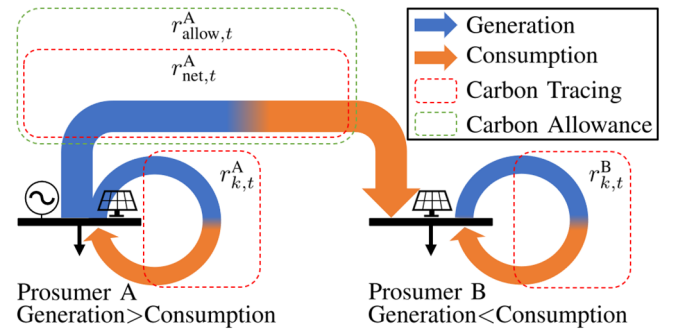 r^A_allow,t
r^A_net,t
Generation
Consumption
Carbon Tracing
Carbon Allowance
r^A_k,t
r^B_k,t
Prosumer A
Generation>Consumption
Prosumer B
Generation<Consumption